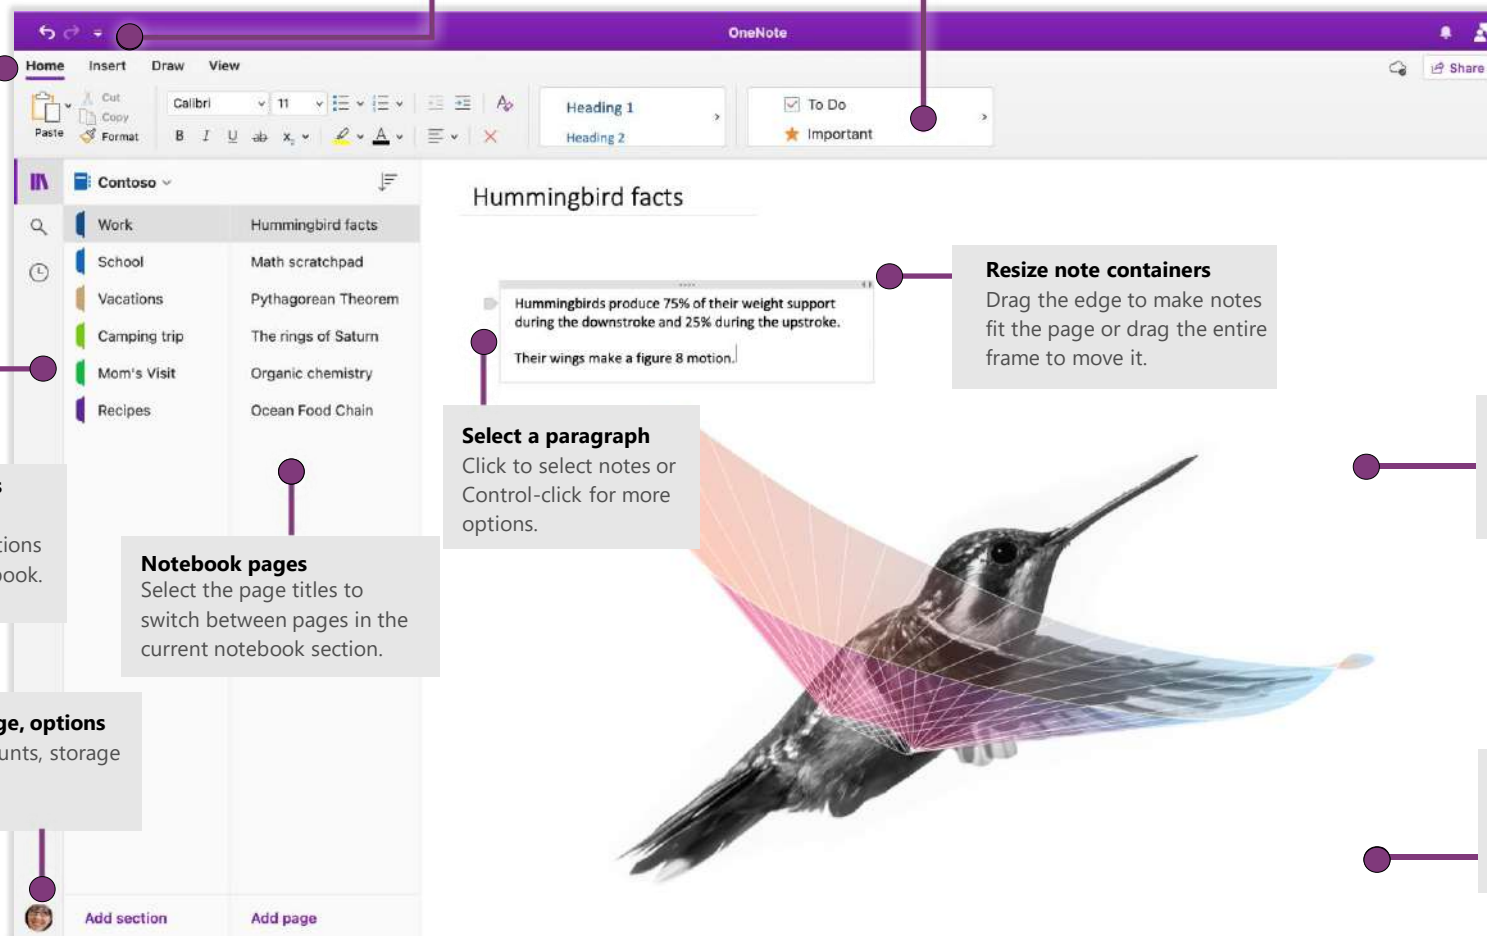 OneNote
Home Insert Draw View
Share
Paste
Cut
Copy
Format
Calibri 11
B I U ab x A
Heading 1
Heading 2
To Do
Important
Contoso
Work
School
Vacations
Camping trip
Mom's Visit
Recipes
Hummingbird facts
Math scratchpad
Pythagorean Theorem
The rings of Saturn
Organic chemistry
Ocean Food Chain
Hummingbird facts
Hummingbirds produce 75% of their weight support
during the downstroke and 25% during the upstroke.
Their wings make a figure 8 motion.
Resize note containers
Drag the edge to make notes
fit the page or drag the entire
frame to move it.
Select a paragraph
Click to select notes or
Control-click for more
options.
Notebook pages
Select the page titles to
switch between pages in the
current notebook section.
options
storage
Add section
Add page